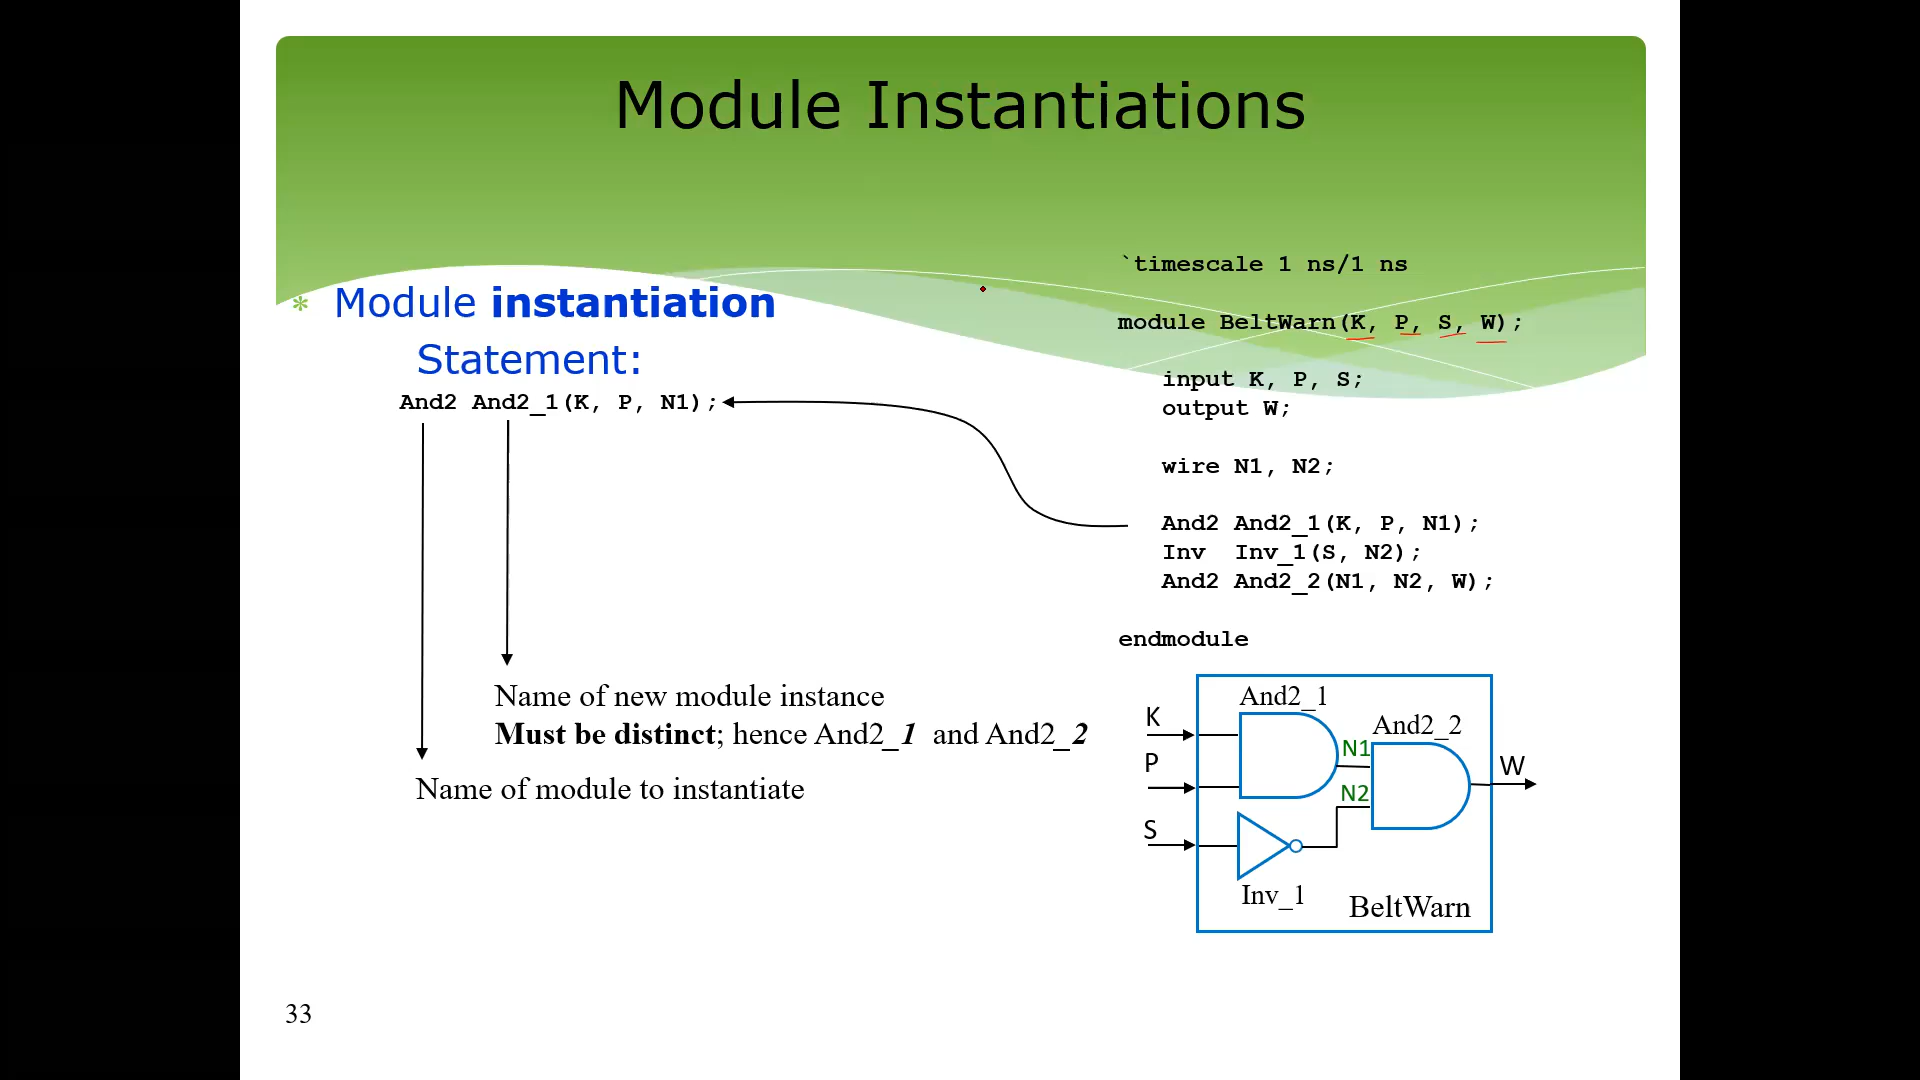 Module Instantiations
* Module instantiation
Statement:
And2 And2_1(K, P, N1);
Name of new module instance
Must be distinct; hence And2_1 and And2_2
Name of module to instantiate
`timescale 1 ns/1 ns
module BeltWarn(K, P, S, W);
input K, P, S;
output W;
wire N1, N2;
And2 And2_1(K, P, N1);
Inv Inv_1(S, N2);
And2 And2_2(N1, N2, W);
endmodule
And2_1
K
And2_2
N1
P
W
N2
S
Inv_1
BeltWarn
33